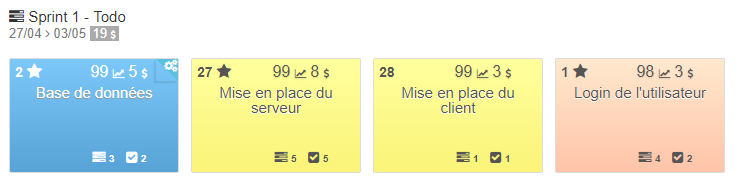 Sprint 1 - Todo
27/04 > 03/05 19 $
2 99 5 $
Base de données
3 2
27 99 8 $
Mise en place du
serveur
5 5
28 99 3 $
Mise en place du
client
1 1
1 98 3 $
Login de l'utilisateur
4 2